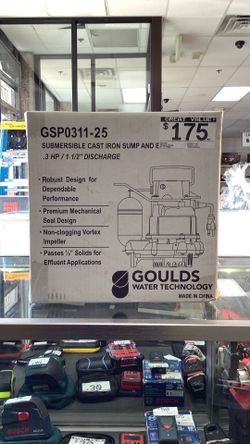 GSP0311-25
GREAT VALUE!
$175
SUBMERSIBLE CAST IRON SUMP AND E
.3 HP / 1 1/2" DISCHARGE
• Robust Design for
Dependable
Performance
• Premium Mechanical
Seal Design
• Non-clogging Vortex
Impeller
• Passes ½" Solids for
Effluent Applications
GOULDS
WATER TECHNOLOGY
MADE IN CHINA
30
BOSCH